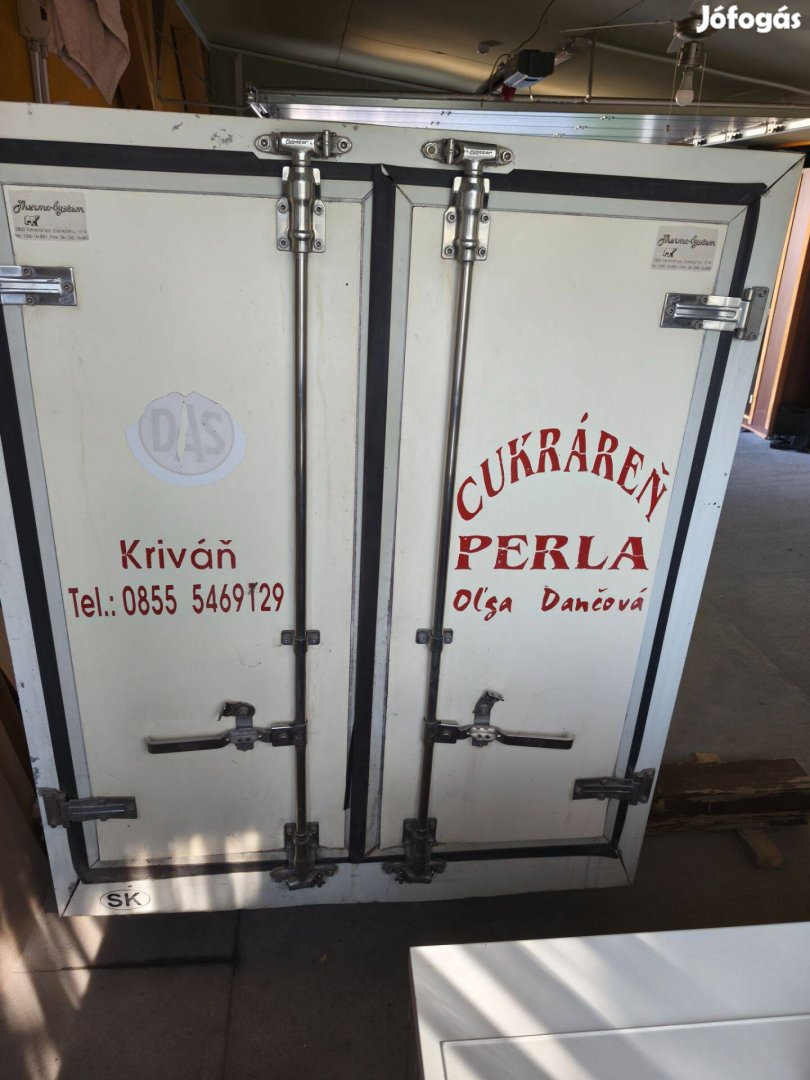 Jófogás
Thermo-System
Thermo-System
DAS
CUKRÁREŇ
Kriváň
PERLA
Tel.: 0855 5469129
Oľga Dančová
SK